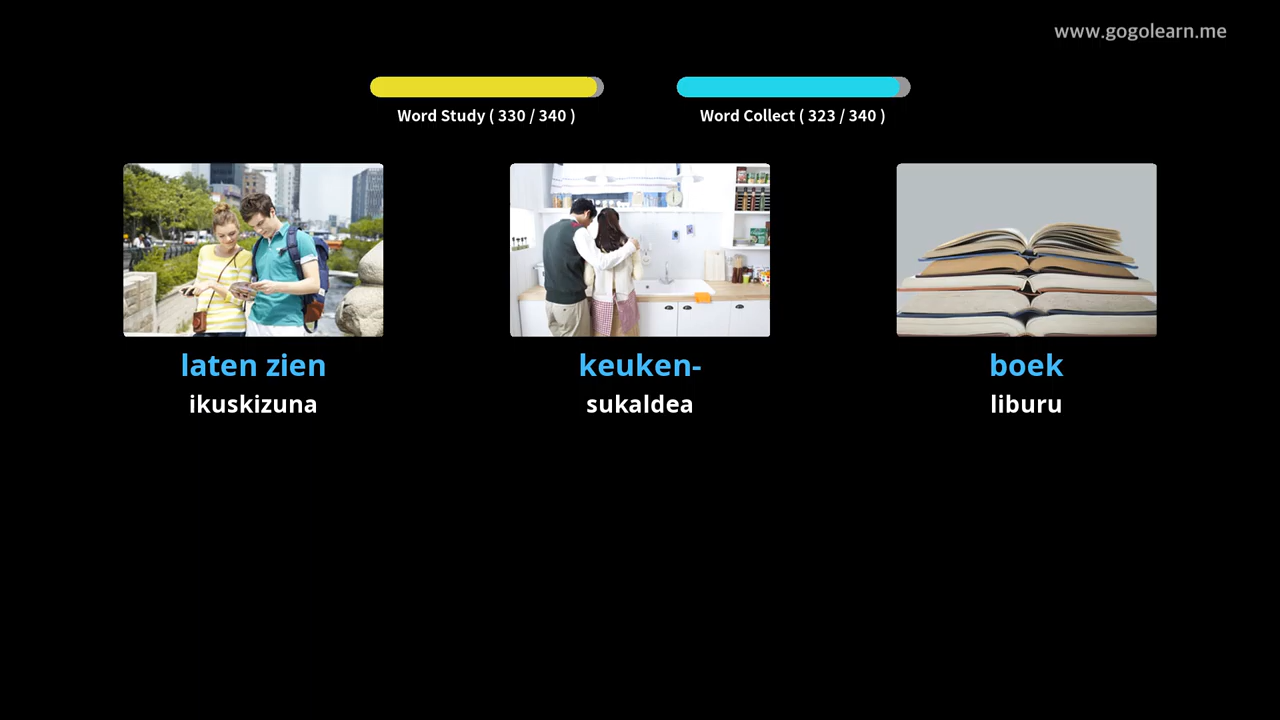 www.gogolearn.me
Word Study ( 330 / 340 )
Word Collect ( 323 / 340 )
laten zien
ikuskizuna
keuken-
sukaldea
boek
liburu